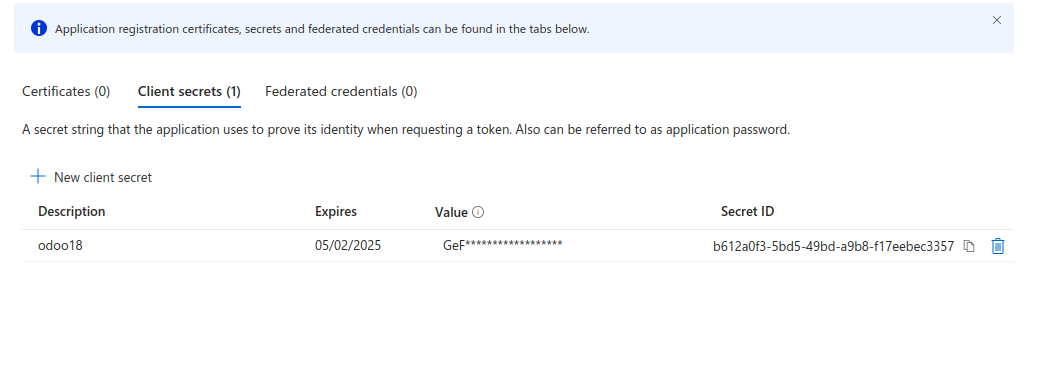 Application registration certificates, secrets and federated credentials can be found in the tabs below.
Certificates (0) Client secrets (1) Federated credentials (0)
A secret string that the application uses to prove its identity when requesting a token. Also can be referred to as application password.
New client secret
Description Expires Value Secret ID
odoo18 05/02/2025 GeF****************** b612a0f3-5bd5-49bd-a9b8-f17eebec3357